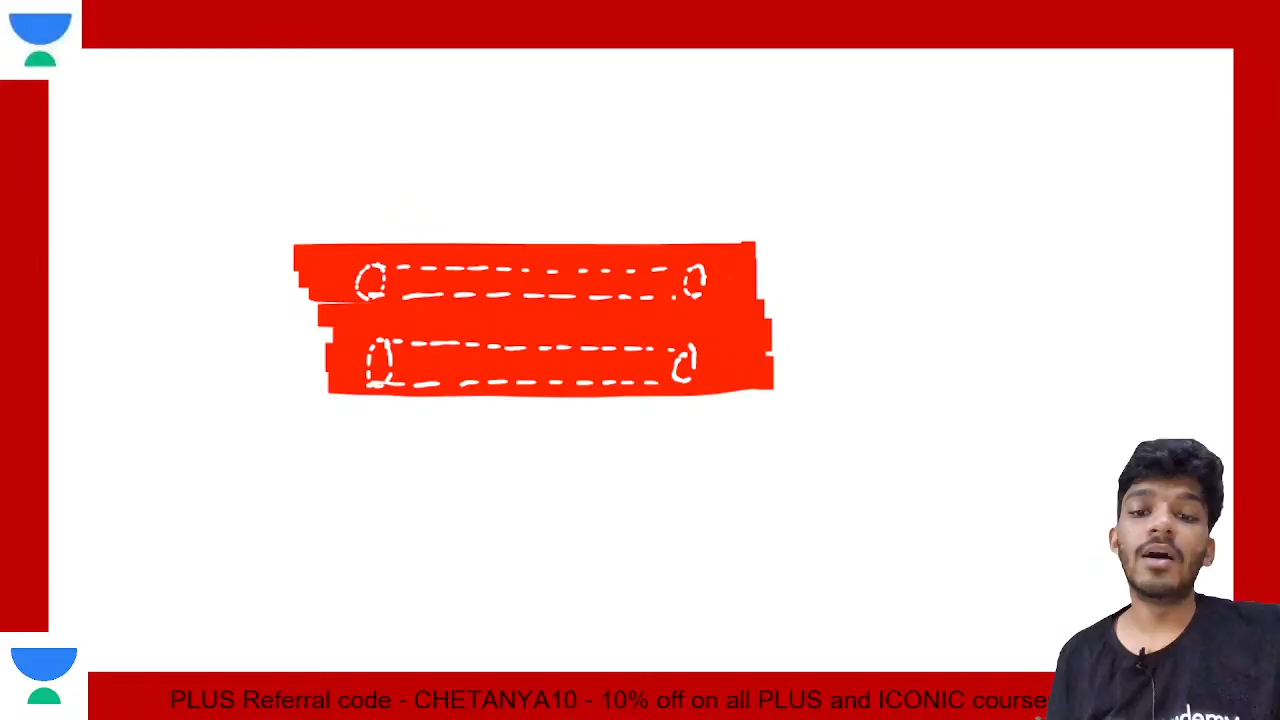 PLUS Referral code - CHETANYA10 - 10% off on all PLUS and ICONIC course